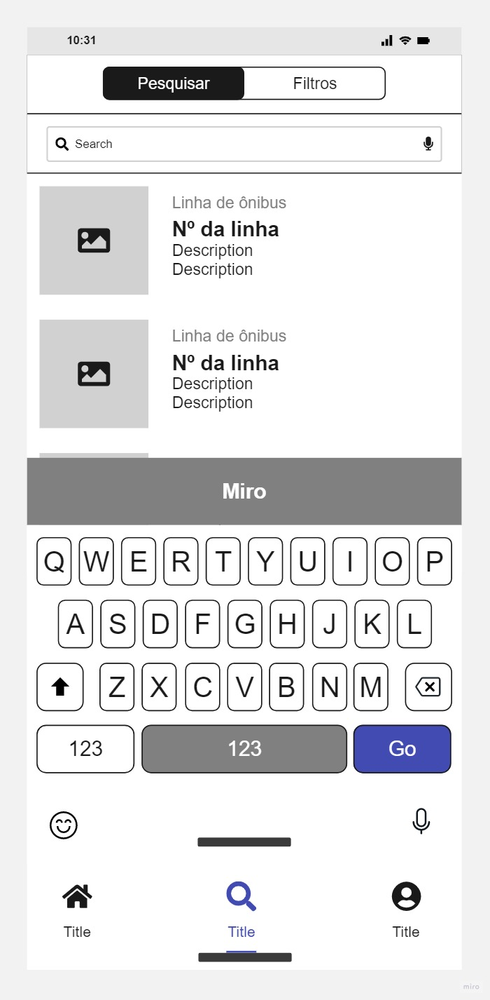 10:31
Pesquisar Filtros
Search
Linha de ônibus
Nº da linha
Description
Description
Linha de ônibus
Nº da linha
Description
Description
Miro
Q W E R T Y U I O P
A S D F G H J K L
Z X C V B N M
123 123 Go
Title Title Title
miro